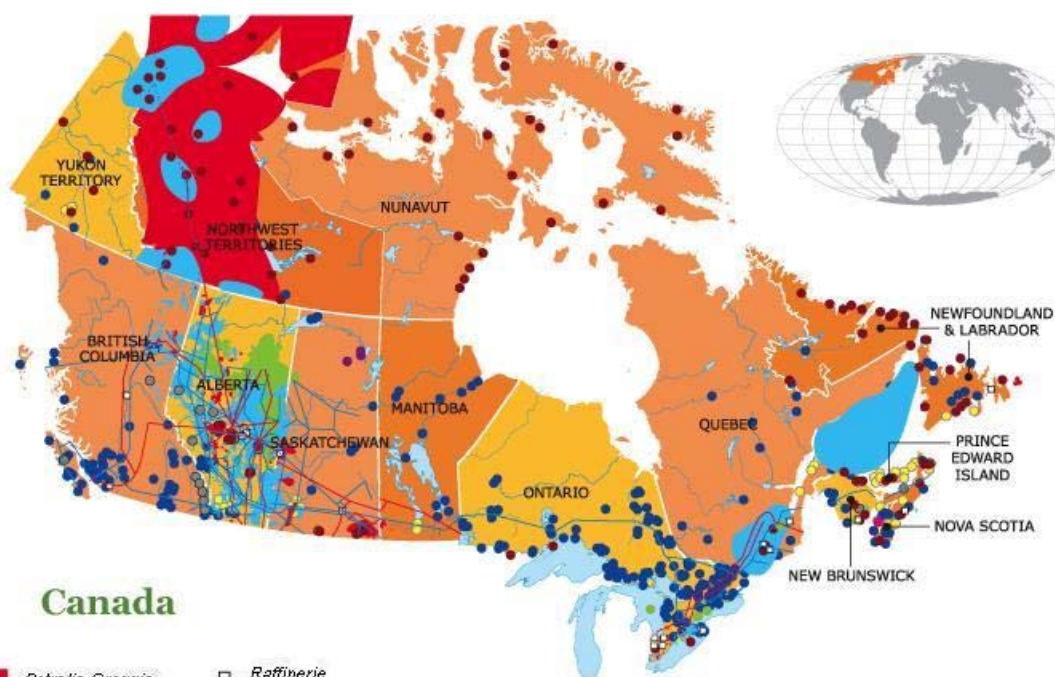 YUKON
TERRITORY
NUNAVUT
NORTHWEST
TERRITORIES
NEWFOUNDLAND
& LABRADOR
BRITISH
COLUMBIA
ALBERTA
MANITOBA
SASKATCHEWAN
QUEBEC
PRINCE
EDWARD
ISLAND
ONTARIO
NOVA SCOTIA
NEW BRUNSWICK
Canada
Raffinerie